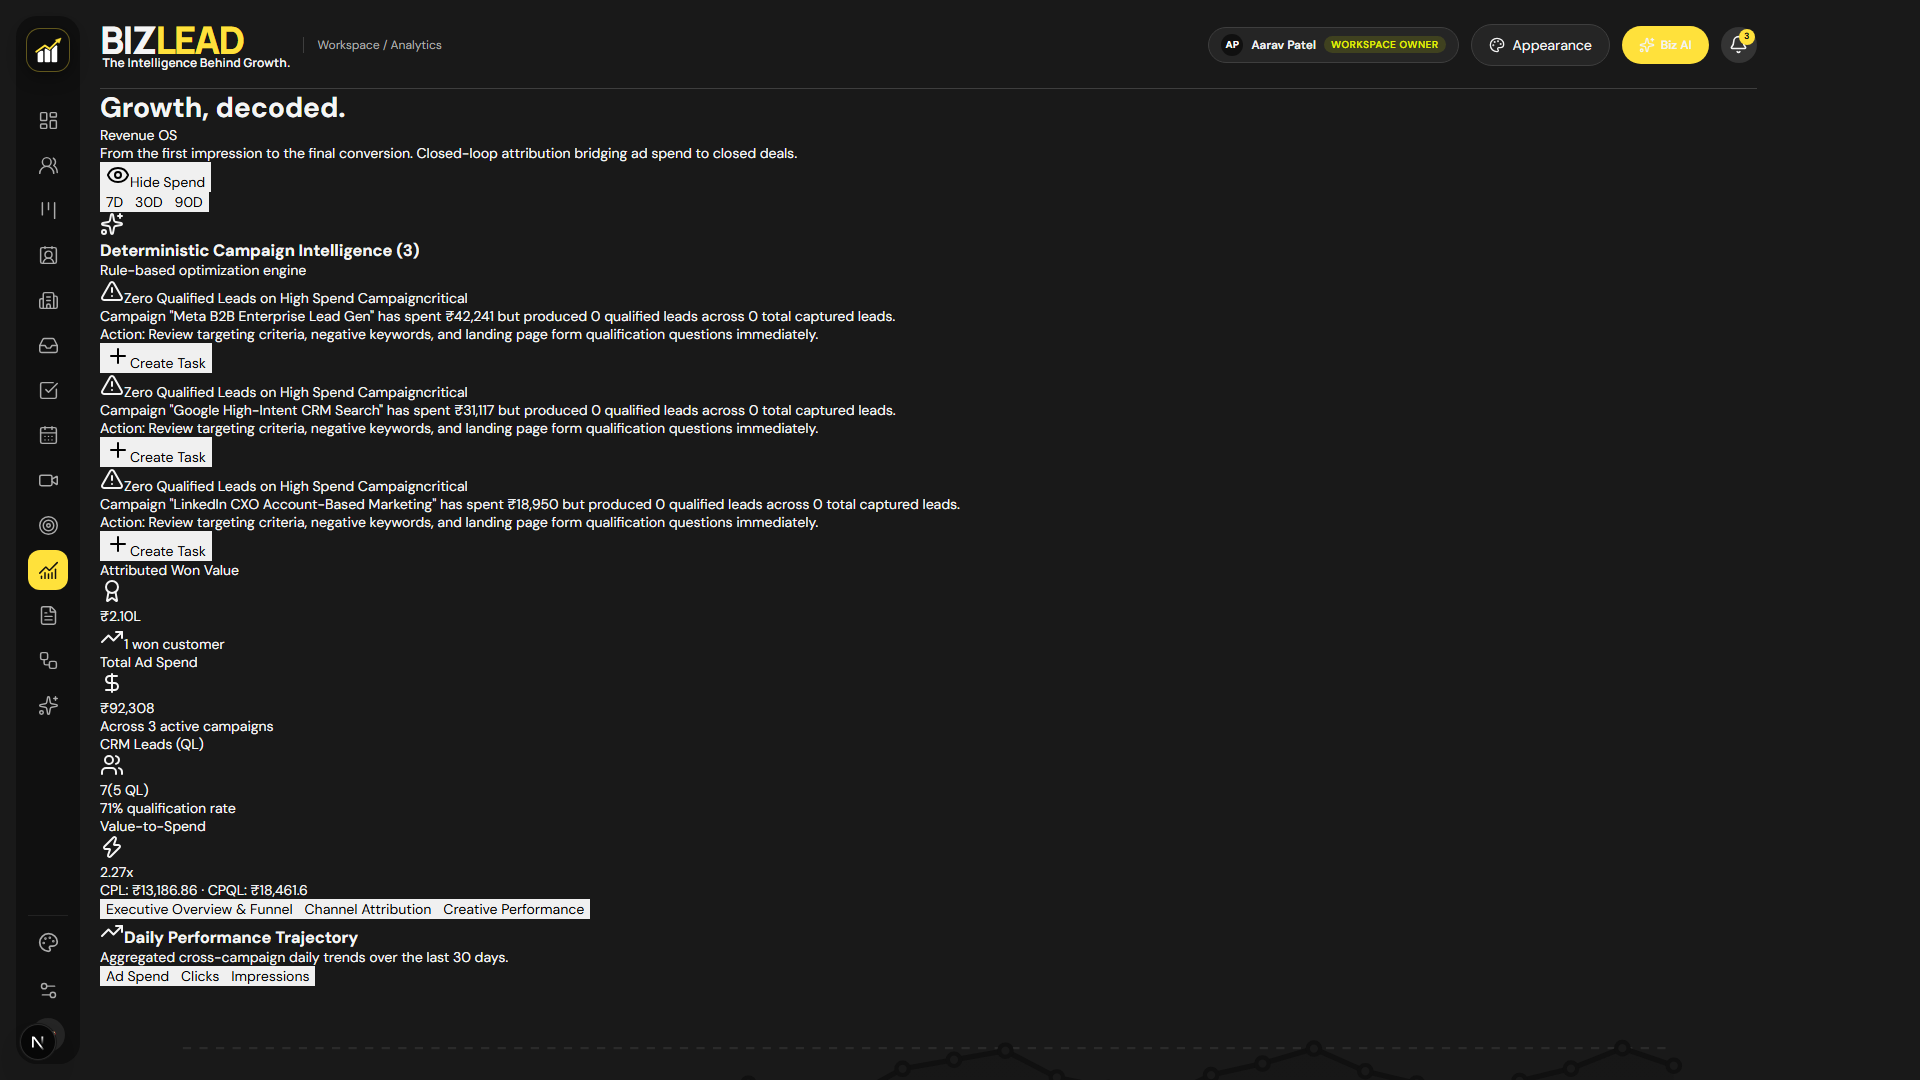 BIZLEAD
The Intelligence Behind Growth.
Workspace / Analytics
AP Aarav Patel WORKSPACE OWNER
Appearance
Biz AI
3
Growth, decoded.
Revenue OS
From the first impression to the final conversion. Closed-loop attribution bridging ad spend to closed deals.
Hide Spend
7D 30D 90D
Deterministic Campaign Intelligence (3)
Rule-based optimization engine
Zero Qualified Leads on High Spend Campaigncritical
Campaign "Meta B2B Enterprise Lead Gen" has spent ₹42,241 but produced 0 qualified leads across 0 total captured leads.
Action: Review targeting criteria, negative keywords, and landing page form qualification questions immediately.
Create Task
Zero Qualified Leads on High Spend Campaigncritical
Campaign "Google High-Intent CRM Search" has spent ₹31,117 but produced 0 qualified leads across 0 total captured leads.
Action: Review targeting criteria, negative keywords, and landing page form qualification questions immediately.
Create Task
Zero Qualified Leads on High Spend Campaigncritical
Campaign "LinkedIn CXO Account-Based Marketing" has spent ₹18,950 but produced 0 qualified leads across 0 total captured leads.
Action: Review targeting criteria, negative keywords, and landing page form qualification questions immediately.
Create Task
Attributed Won Value
₹2.10L
1 won customer
Total Ad Spend
₹92,308
Across 3 active campaigns
CRM Leads (QL)
7(5 QL)
71% qualification rate
Value-to-Spend
2.27x
CPL: ₹13,186.86 · CPQL: ₹18,461.6
Executive Overview & Funnel Channel Attribution Creative Performance
Daily Performance Trajectory
Aggregated cross-campaign daily trends over the last 30 days.
Ad Spend Clicks Impressions
N